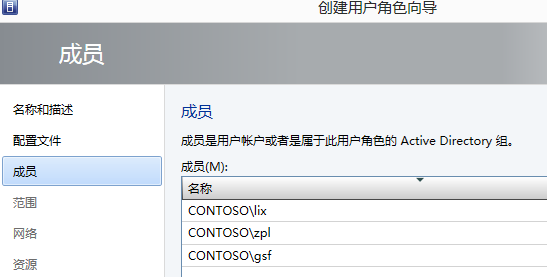 创建用户角色向导
成员
名称和描述
配置文件
成员
范围
网络
资源
成员
成员是用户帐户或者是属于此用户角色的 Active Directory 组。
成员(M):
名称
CONTOSO\lix
CONTOSO\zpl
CONTOSO\gsf